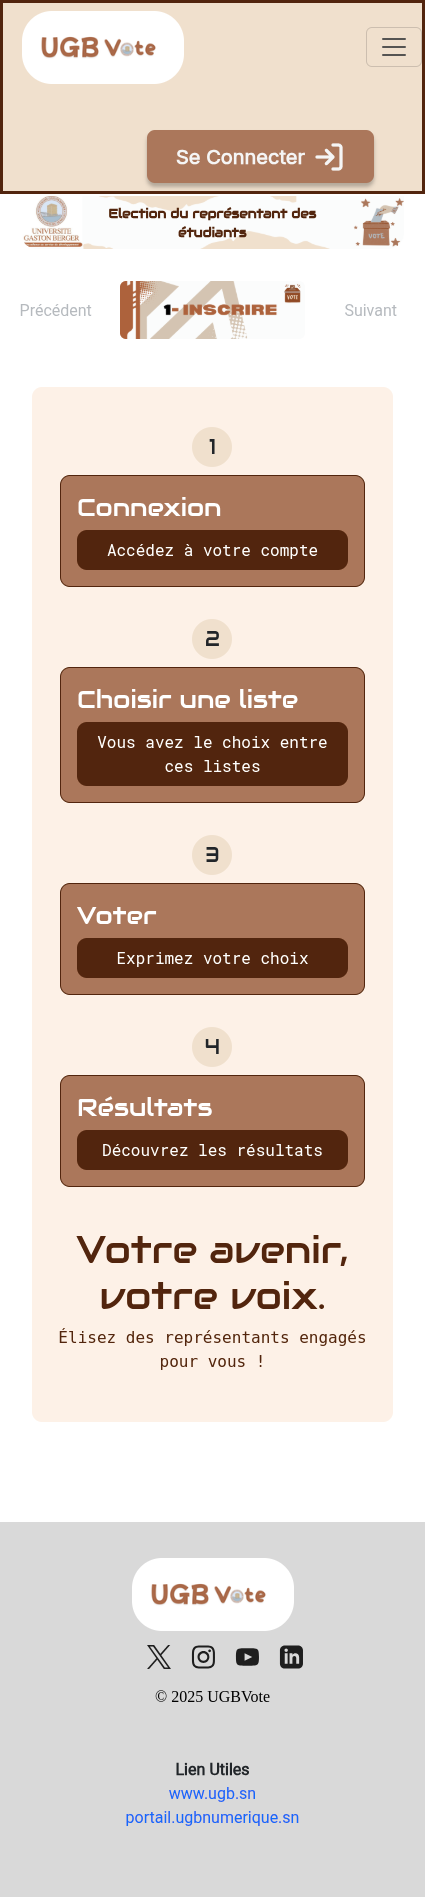 UGB Vote
Se Connecter
UNIVERSITÉ
GASTON BERGER
Election du représentant des
étudiants
VOTE
Précédent
1- INSCRIRE
VOTE
Suivant
1
Connexion
Accédez à votre compte
2
Choisir une liste
Vous avez le choix entre
ces listes
3
Voter
Exprimez votre choix
4
Résultats
Découvrez les résultats
Votre avenir,
votre voix.
Élisez des représentants engagés
pour vous !
UGB Vote
© 2025 UGBVote
Lien Utiles
www.ugb.sn
portail.ugbnumerique.sn